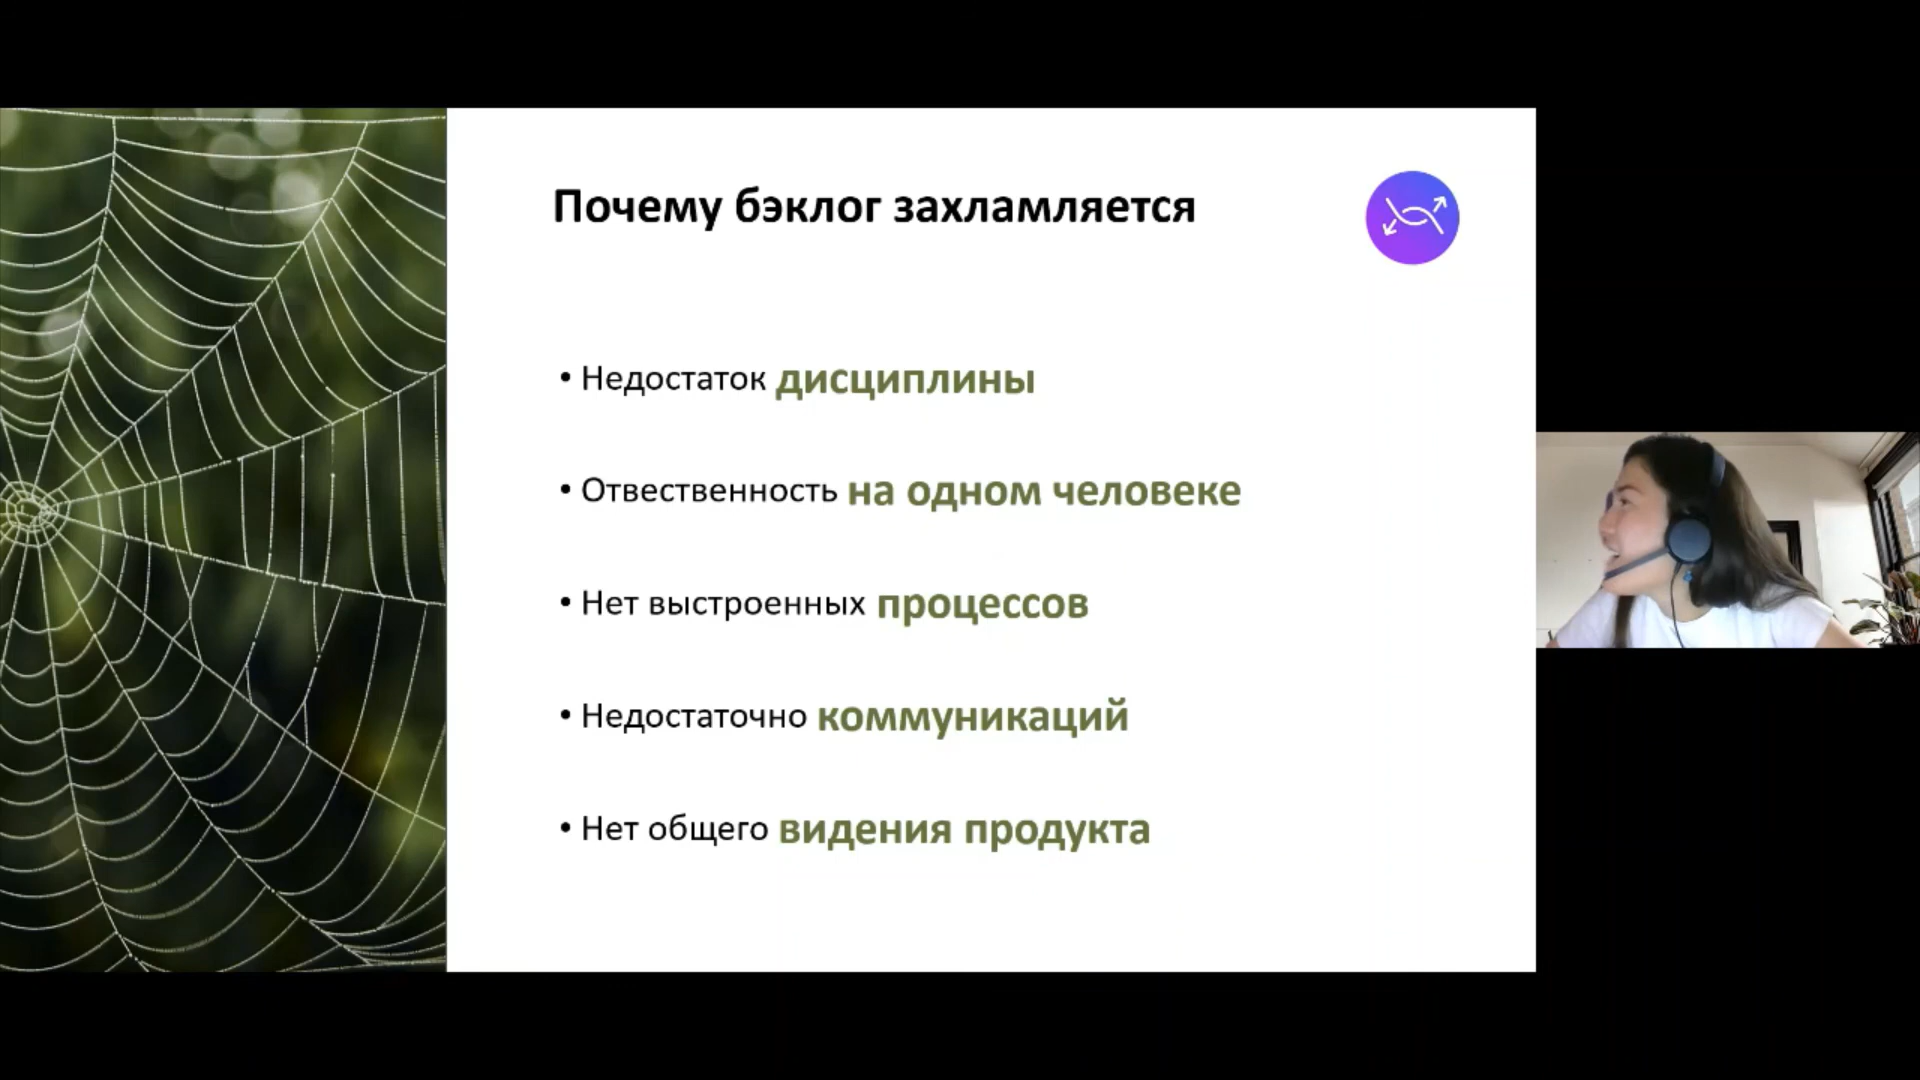 Почему бэклог захламляется
• Недостаток дисциплины
• Отвественность на одном человеке
• Нет выстроенных процессов
• Недостаточно коммуникаций
• Нет общего видения продукта